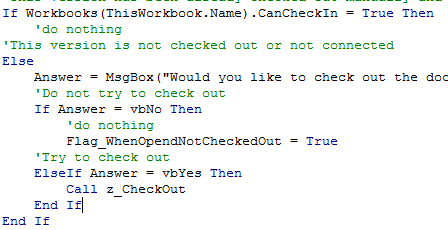 If Workbooks(ThisWorkbook.Name).CanCheckIn = True Then
'do nothing
'This version is not checked out or not connected
Else
Answer = MsgBox("Would you like to check out the doc
'Do not try to check out
If Answer = vbNo Then
'do nothing
Flag_WhenOpendNotCheckedOut = True
'Try to check out
ElseIf Answer = vbYes Then
Call z_CheckOut
End If
End If